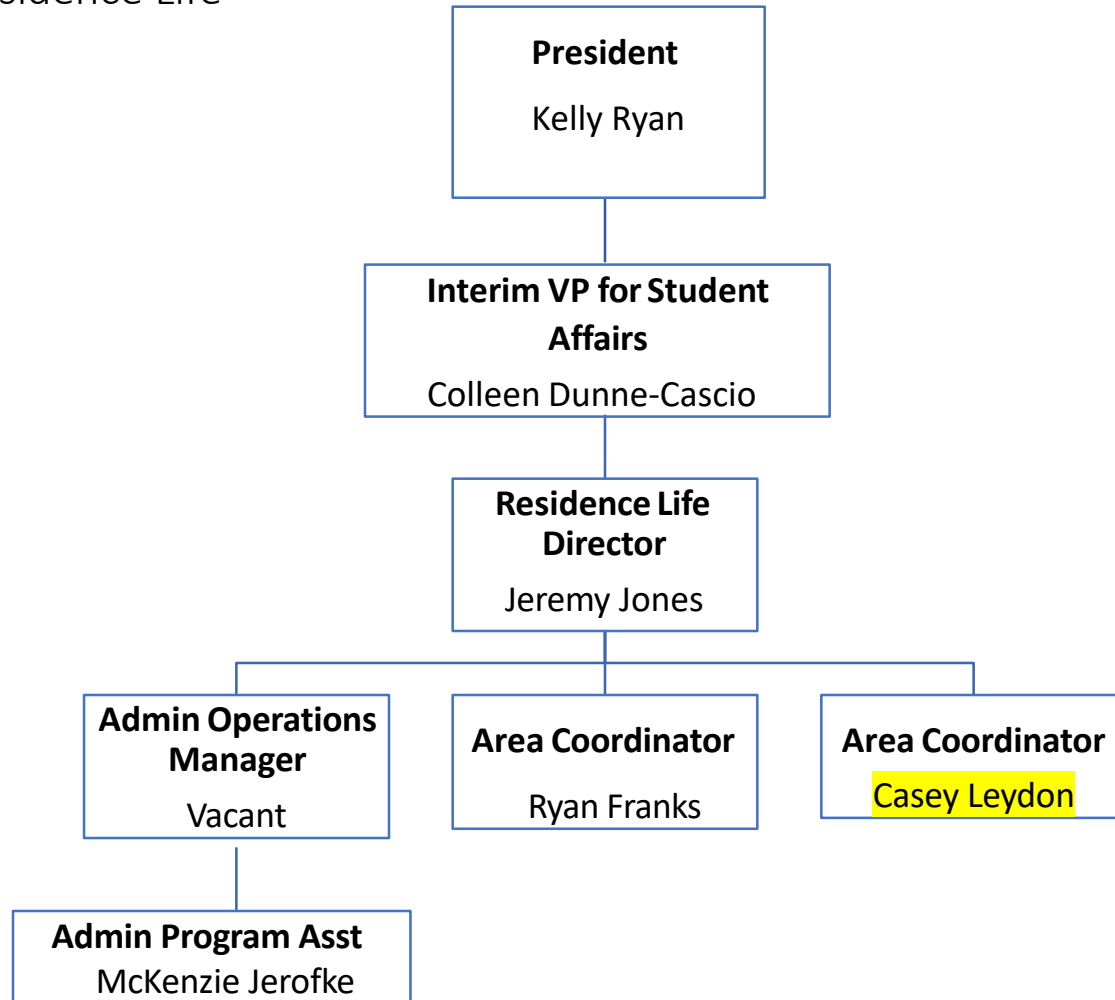 President
Kelly Ryan
Interim VP for Student
Affairs
Colleen Dunne-Cascio
Residence Life
Director
Jeremy Jones
Admin Operations
Manager
Vacant
Area Coordinator
Ryan Franks
Area Coordinator
Casey Leydon
Admin Program Asst
McKenzie Jerofke